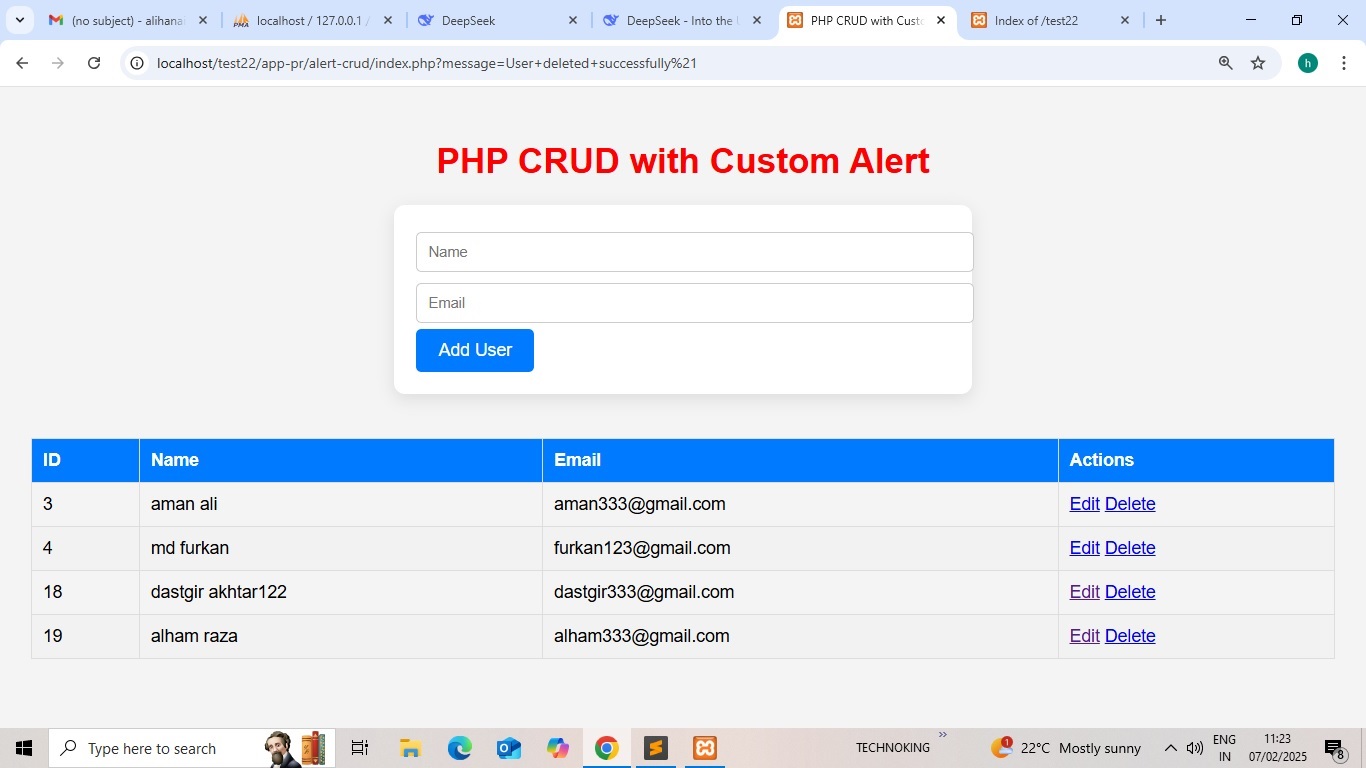 (no subject) - alihanai
localhost / 127.0.0.1 /
DeepSeek
DeepSeek - Into the U
PHP CRUD with Custo
Index of /test22
localhost/test22/app-pr/alert-crud/index.php?message=User+deleted+successfully%21
h
PHP CRUD with Custom Alert
Name
Email
Add User
ID Name Email Actions
3 aman ali aman333@gmail.com Edit Delete
4 md furkan furkan123@gmail.com Edit Delete
18 dastgir akhtar122 dastgir333@gmail.com Edit Delete
19 alham raza alham333@gmail.com Edit Delete
Type here to search
TECHNOKING
1
22°C Mostly sunny
ENG
IN
11:23
07/02/2025
8